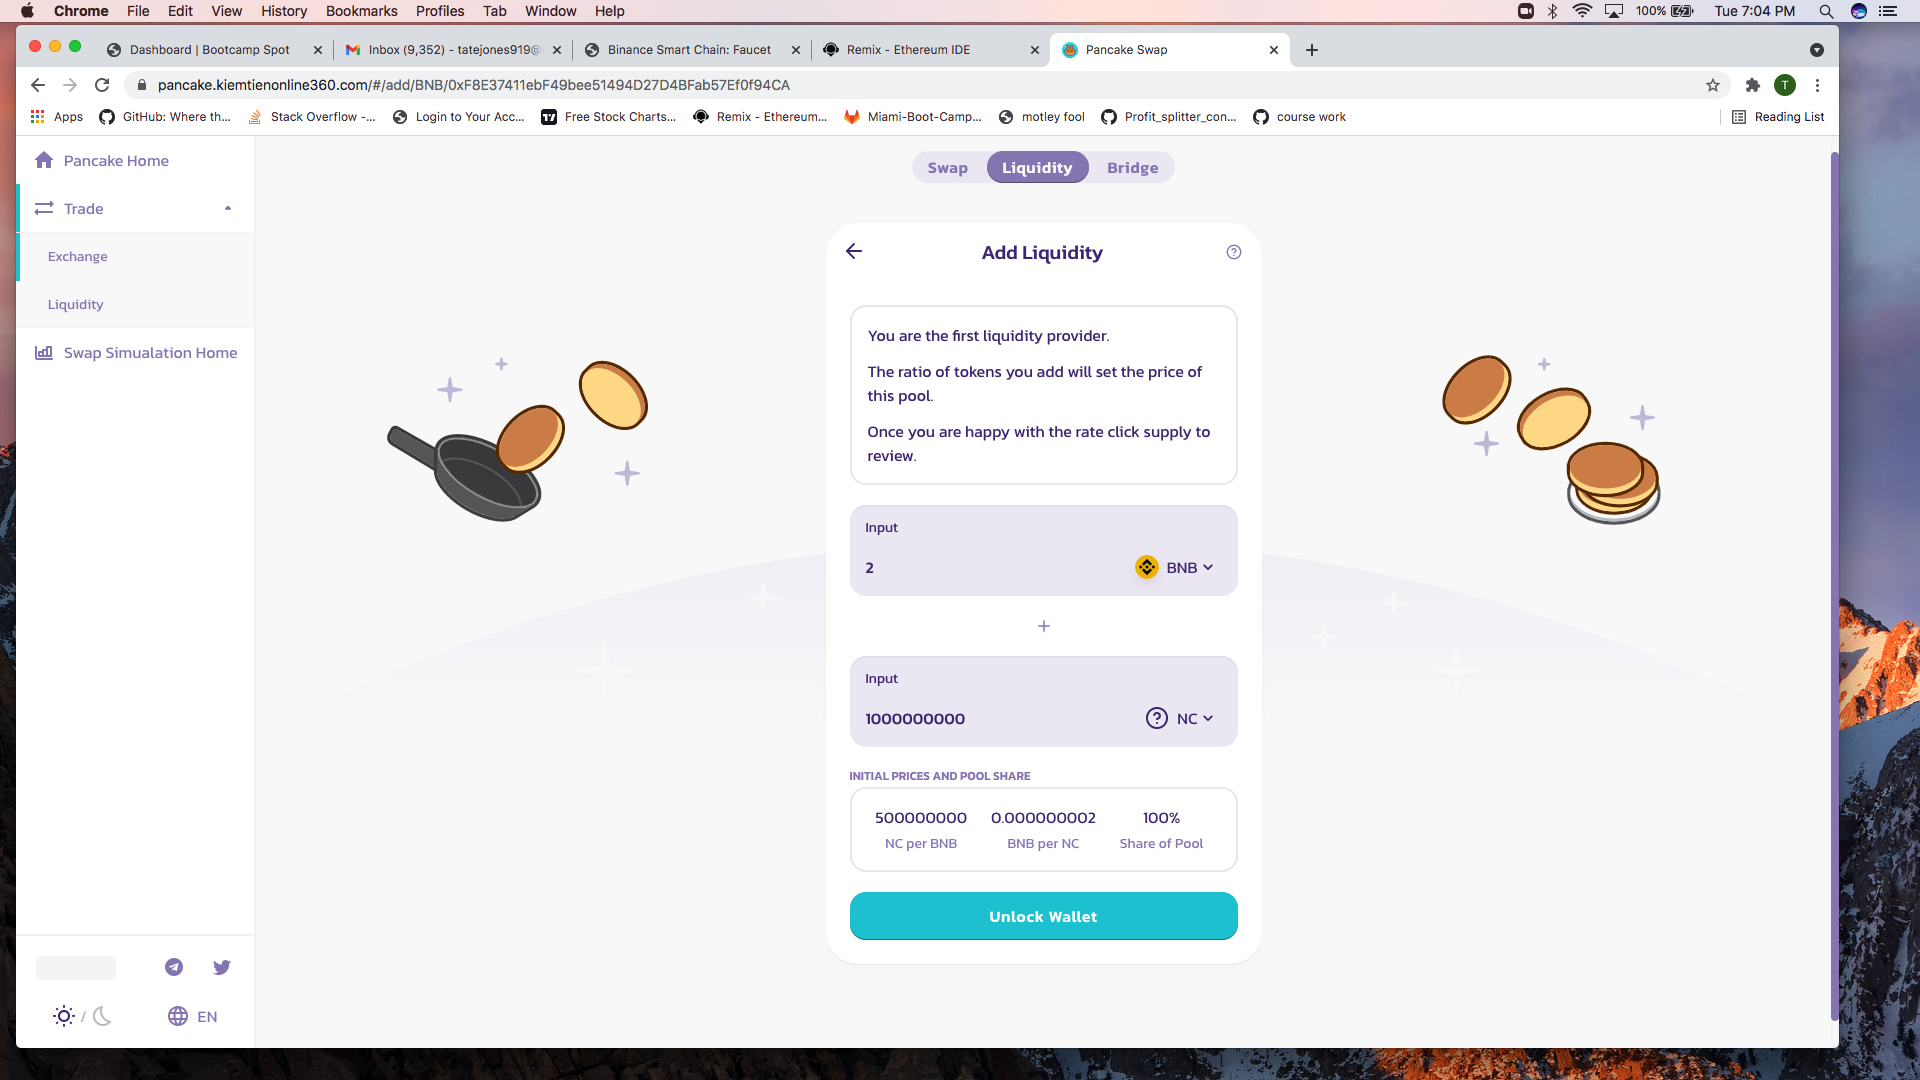 Chrome File Edit View History Bookmarks Profiles Tab Window Help 100% Tue 7:04 PM
Dashboard | Bootcamp Spot Inbox (9,352) - tatejones919@ Binance Smart Chain: Faucet Remix - Ethereum IDE Pancake Swap
pancake.kiemtienonline360.com/#/add/BNB/0xF8E37411ebF49bee51494D27D4BFab57Ef0f94CA T
Apps GitHub: Where th... Stack Overflow -... Login to Your Acc... Free Stock Charts... Remix - Ethereum... Miami-Boot-Camp... motley fool Profit_splitter_con... course work Reading List
Pancake Home
Trade
Exchange
Liquidity
Swap Simualation Home
EN
Swap Liquidity Bridge
Add Liquidity
You are the first liquidity provider.
The ratio of tokens you add will set the price of
this pool.
Once you are happy with the rate click supply to
review.
Input
2 BNB
+
Input
1000000000 NC
INITIAL PRICES AND POOL SHARE
500000000 0.000000002 100%
NC per BNB BNB per NC Share of Pool
Unlock Wallet